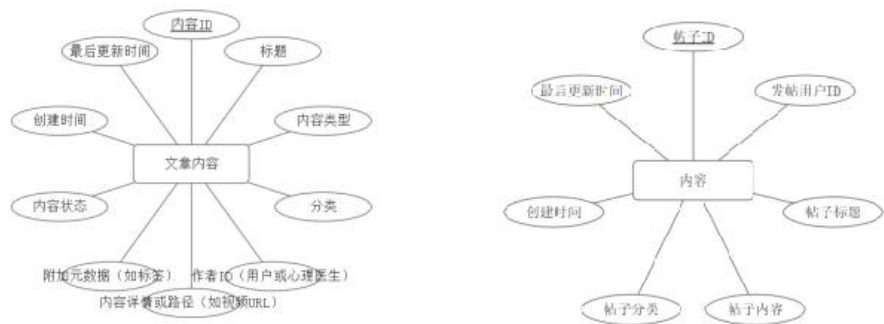 内容ID
最后更新时间
标题
创建时间
内容类型
文章内容
内容状态
分类
附加元数据（如标签）
作者ID（用户或心理医生）
内容详情或路径（如视频URL）
帖子ID
最后更新时间
发帖用户ID
内容
创建时间
帖子标题
帖子分类
帖子内容